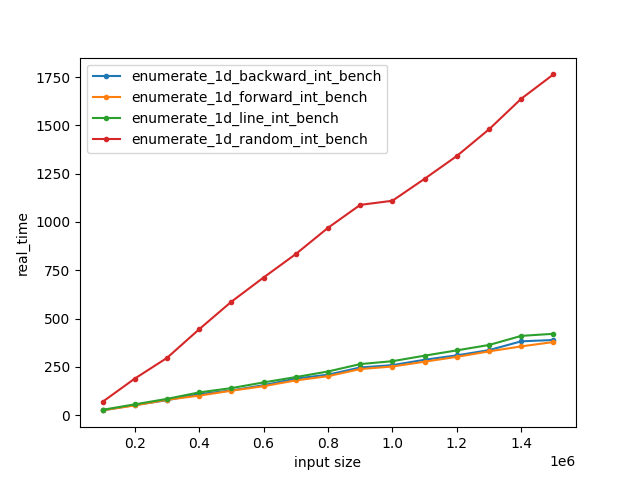 1750
1500
1250
1000
750
500
250
0
real_time
enumerate_1d_backward_int_bench
enumerate_1d_forward_int_bench
enumerate_1d_line_int_bench
enumerate_1d_random_int_bench
0.2 0.4 0.6 0.8 1.0 1.2 1.4
1e6
input size